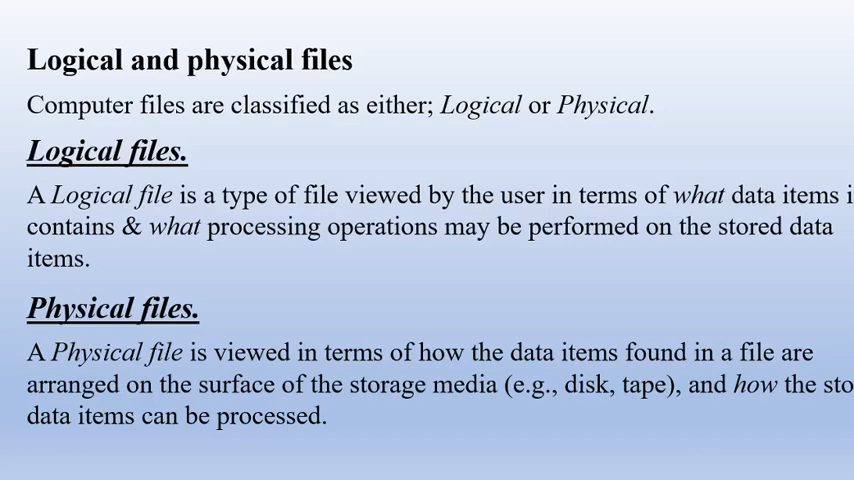 Logical and physical files
Computer files are classified as either; Logical or Physical.
Logical files.
A Logical file is a type of file viewed by the user in terms of what data items
contains & what processing operations may be performed on the stored data
items.
Physical files.
A Physical file is viewed in terms of how the data items found in a file are
arranged on the surface of the storage media (e.g., disk, tape), and how the
data items can be processed.